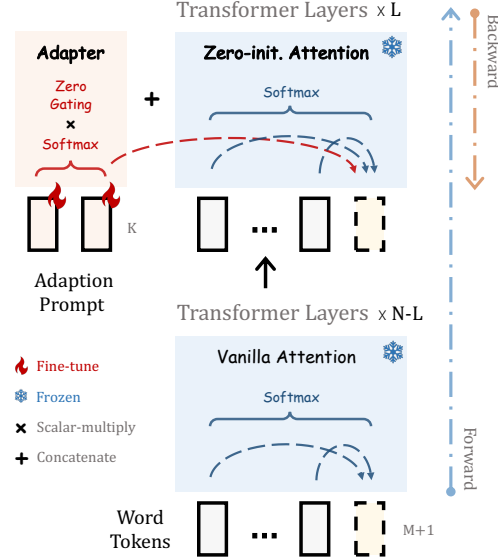 Transformer Layers x L
Adapter
Zero-init. Attention
Zero
Gating
×
Softmax
+
Softmax
K
...
Adaption
Prompt
Transformer Layers x N-L
Vanilla Attention
Softmax
Fine-tune
Frozen
× Scalar-multiply
+ Concatenate
Word
Tokens
...
M+1
Backward
Forward